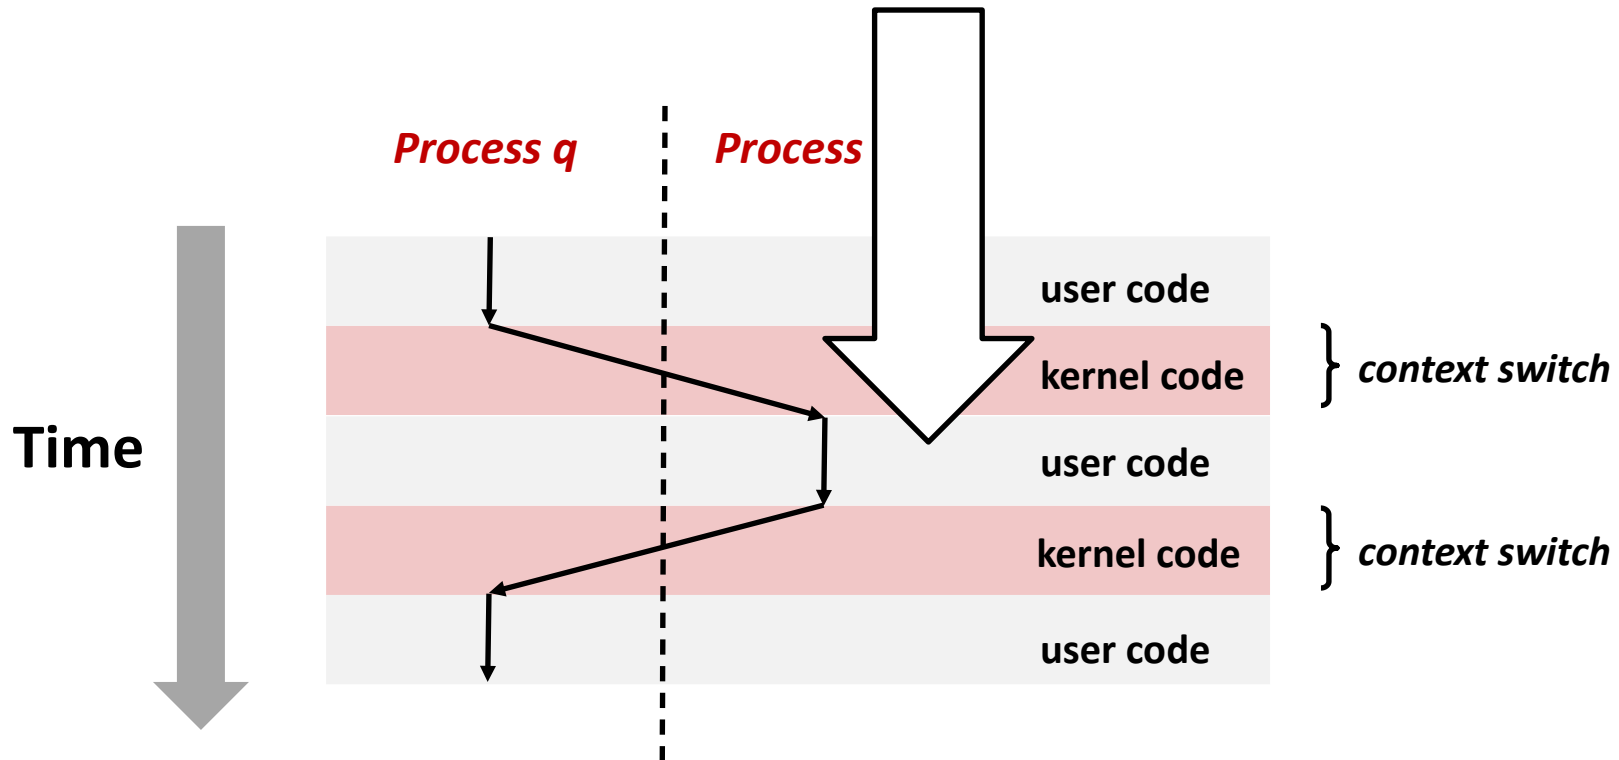 Process q
Process
user code
kernel code
context switch
Time
user code
kernel code
context switch
user code